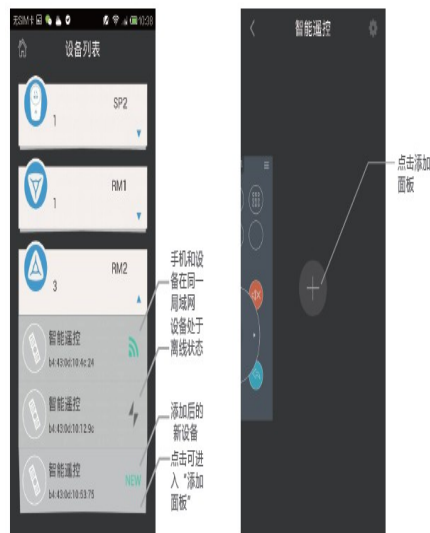 无SIM卡
10:38
设备列表
SP2
1
RM1
1
RM2
3
智能遥控
b4:43:0d:10:4c:24
智能遥控
b4:43:0d:10:12:9c
智能遥控
b4:43:0d:10:53:75
NEW
手机和设
备在同一
局域网
设备处于
离线状态
添加后的
新设备
点击可进
入“添加
面板”
智能遥控
点击添加
面板